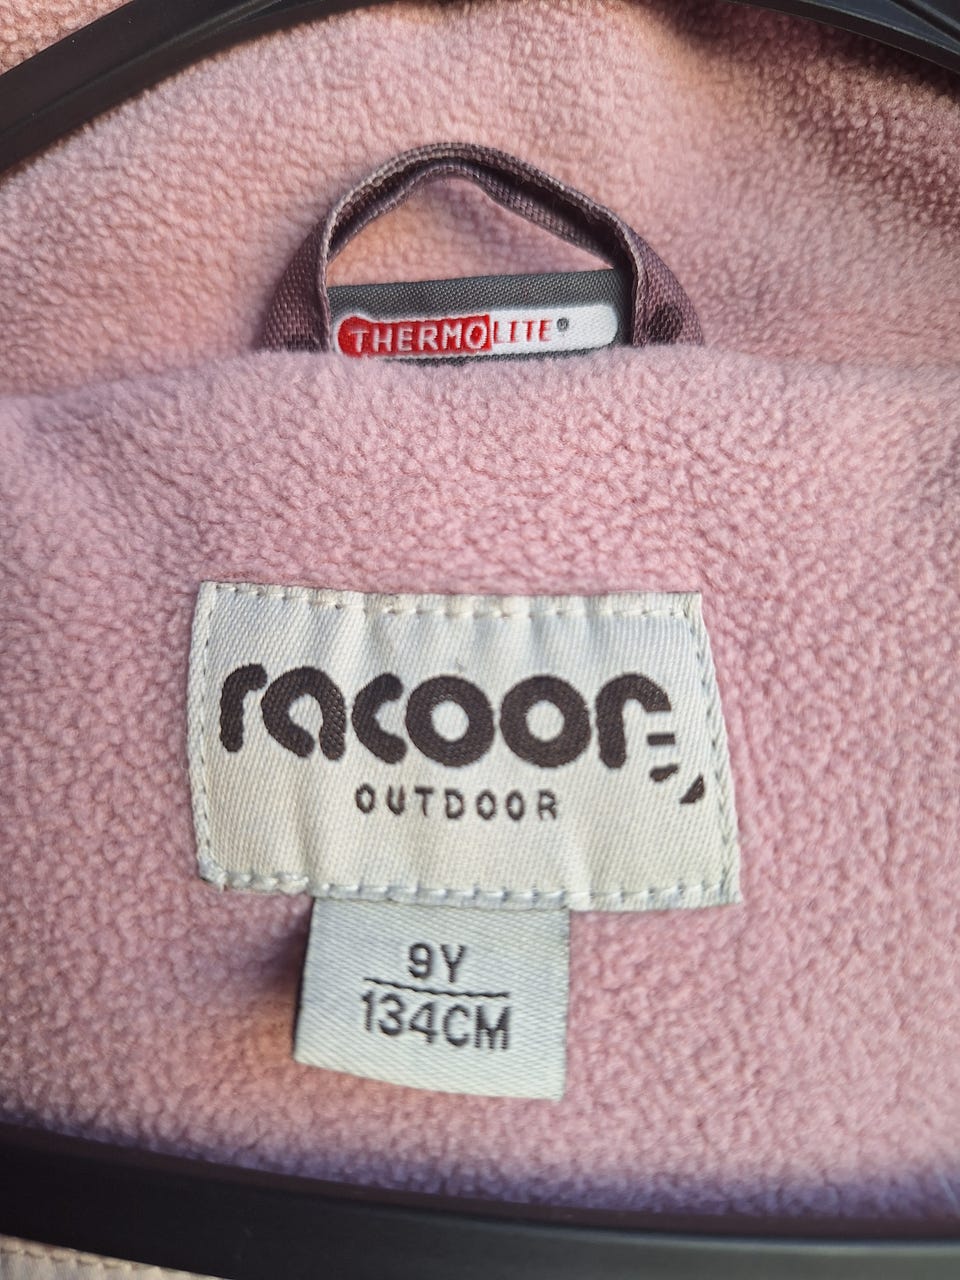 THERMOLITE®
racoon
OUTDOOR
9Y
134CM